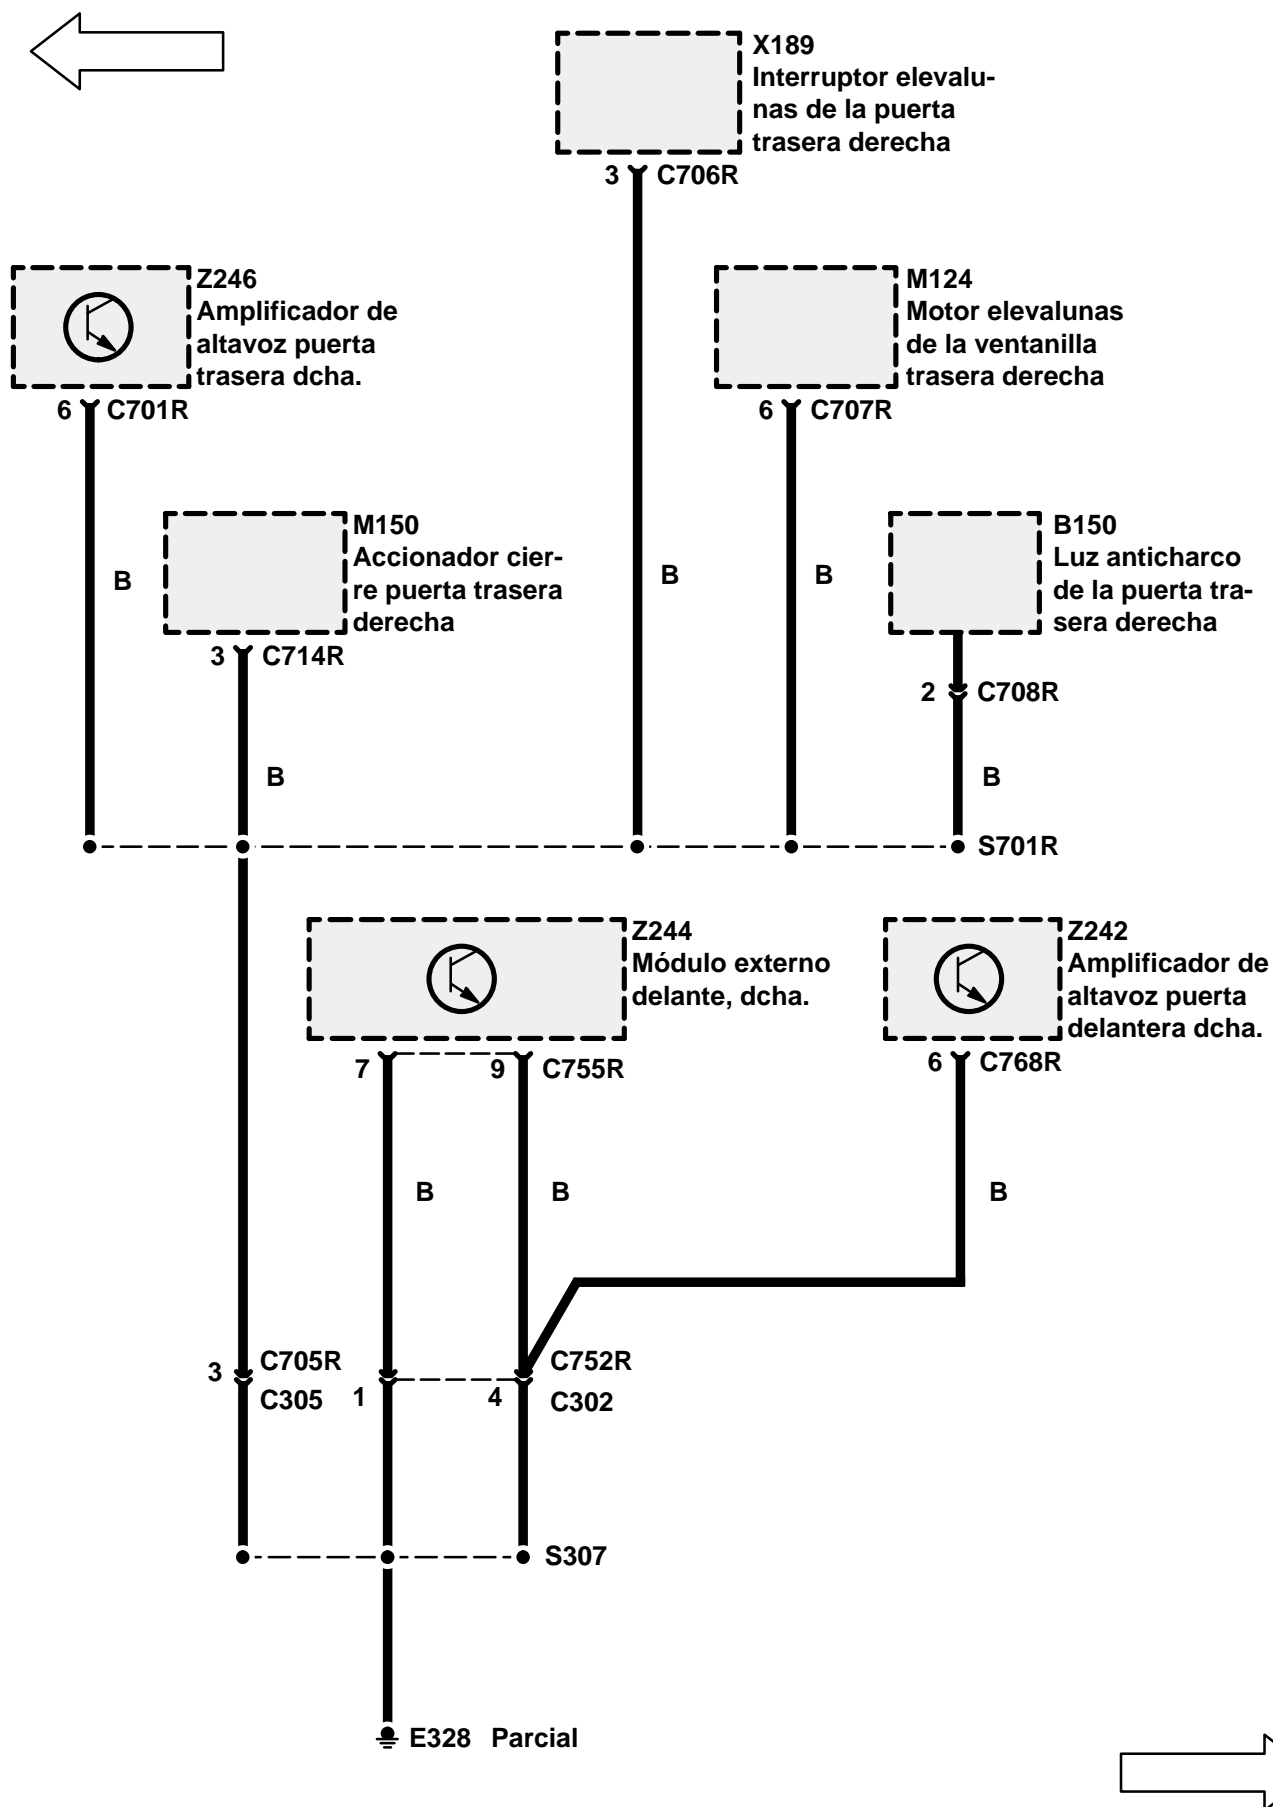 X189
Interruptor elevalu-
nas de la puerta
trasera derecha
3 C706R
Z246
Amplificador de
altavoz puerta
trasera dcha.
6 C701R
M124
Motor elevalunas
de la ventanilla
trasera derecha
6 C707R
M150
Accionador cier-
re puerta trasera
derecha
3 C714R
B150
Luz anticharco
de la puerta tra-
sera derecha
2 C708R
B
B
B
B
B
S701R
Z244
Módulo externo
delante, dcha.
7
9 C755R
Z242
Amplificador de
altavoz puerta
delantera dcha.
6 C768R
B
B
B
3 C705R
C305
1
4
C752R
C302
S307
E328 Parcial